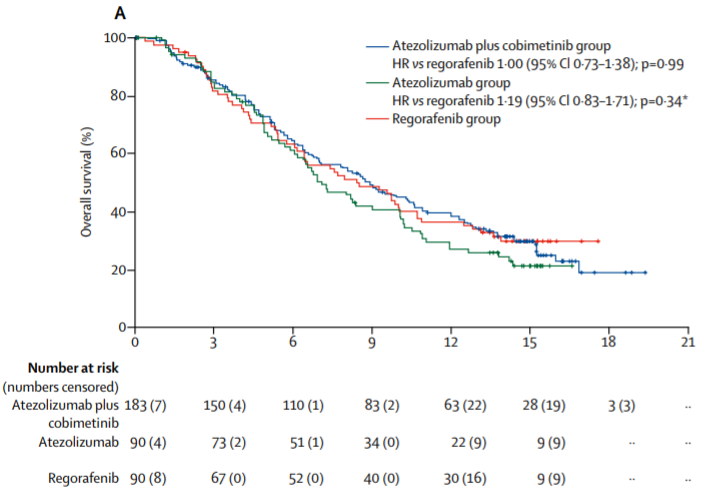 A
Atezolizumab plus cobimetinib group
HR vs regorafenib 1·00 (95% Cl 0·73–1·38); p=0·99
Atezolizumab group
HR vs regorafenib 1·19 (95% Cl 0·83–1·71); p=0·34*
Regorafenib group
Overall survival (%)
100
80
60
40
20
0
0 3 6 9 12 15 18 21
Number at risk
(numbers censored)
Atezolizumab plus 183 (7) 150 (4) 110 (1) 83 (2) 63 (22) 28 (19) 3 (3) ··
cobimetinib
Atezolizumab 90 (4) 73 (2) 51 (1) 34 (0) 22 (9) 9 (9) ·· ··
Regorafenib 90 (8) 67 (0) 52 (0) 40 (0) 30 (16) 9 (9) ·· ··